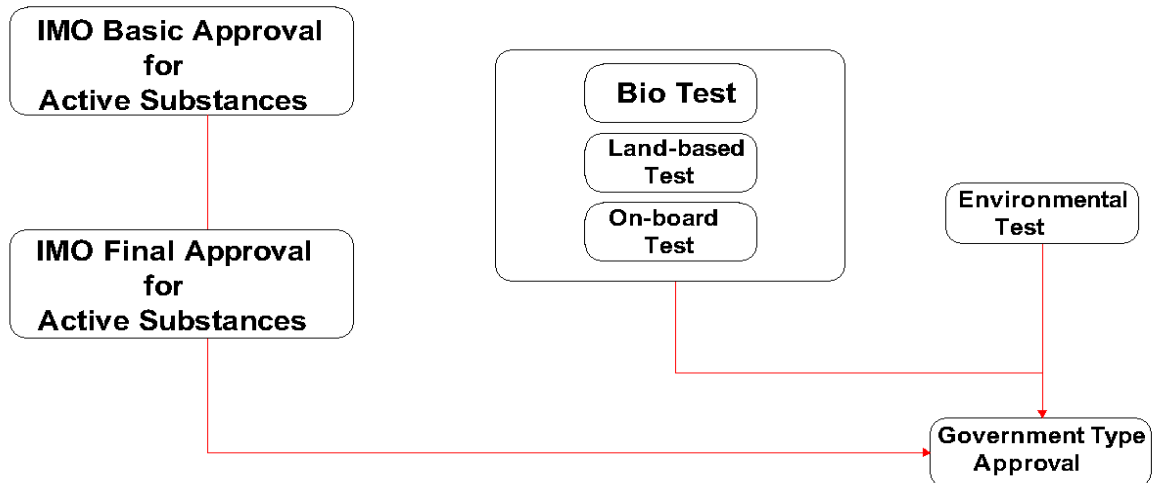 IMO Basic Approval
for
Active Substances
IMO Final Approval
for
Active Substances
Bio Test
Land-based
Test
On-board
Test
Environmental
Test
Government Type
Approval